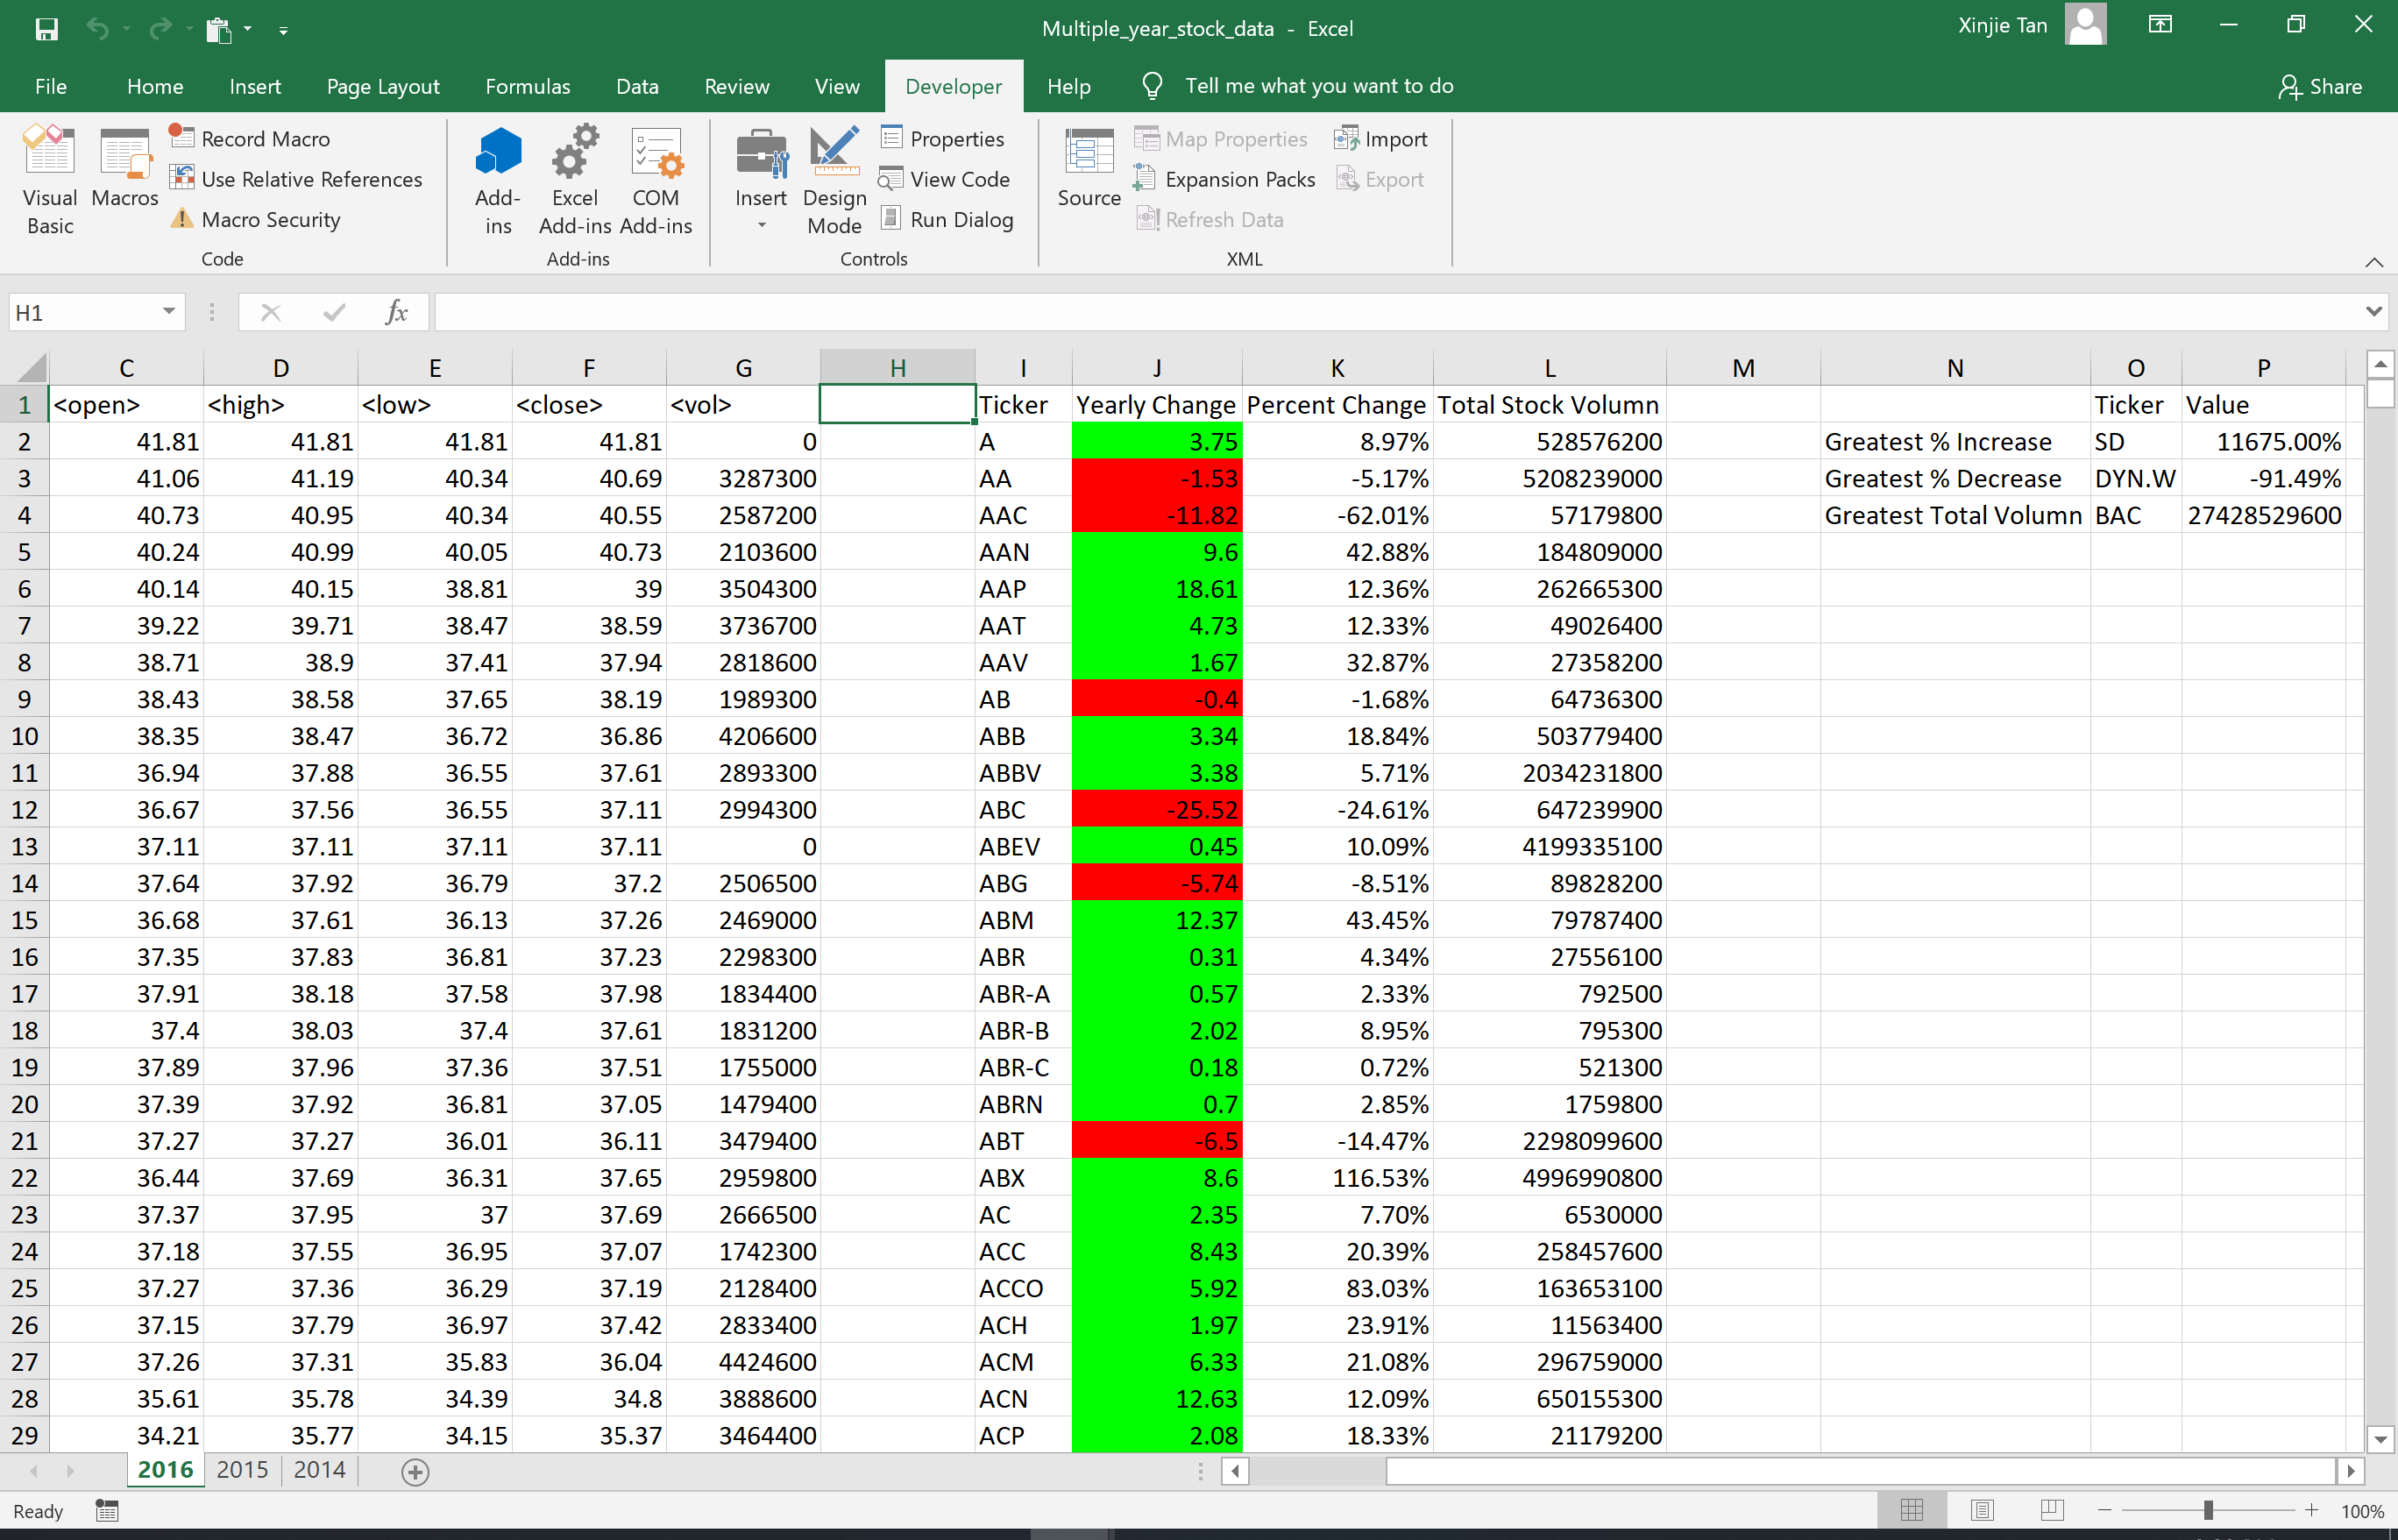 Multiple_year_stock_data - Excel
Xinjie Tan
File Home Insert Page Layout Formulas Data Review View Developer Help Tell me what you want to do Share
Visual Basic
Macros
Record Macro
Use Relative References
Macro Security
Code
Add-ins
Excel Add-ins
COM Add-ins
Add-ins
Insert
Design Mode
Properties
View Code
Run Dialog
Controls
Source
Map Properties
Expansion Packs
Refresh Data
Import
Export
XML
H1
fx
C D E F G H I J K L M N O P
1 <open> <high> <low> <close> <vol> Ticker Yearly Change Percent Change Total Stock Volumn Ticker Value
2 41.81 41.81 41.81 41.81 0 A 3.75 8.97% 528576200 Greatest % Increase SD 11675.00%
3 41.06 41.19 40.34 40.69 3287300 AA -1.53 -5.17% 5208239000 Greatest % Decrease DYN.W -91.49%
4 40.73 40.95 40.34 40.55 2587200 AAC -11.82 -62.01% 57179800 Greatest Total Volumn BAC 27428529600
5 40.24 40.99 40.05 40.73 2103600 AAN 9.6 42.88% 184809000
6 40.14 40.15 38.81 39 3504300 AAP 18.61 12.36% 262665300
7 39.22 39.71 38.47 38.59 3736700 AAT 4.73 12.33% 49026400
8 38.71 38.9 37.41 37.94 2818600 AAV 1.67 32.87% 27358200
9 38.43 38.58 37.65 38.19 1989300 AB -0.4 -1.68% 64736300
10 38.35 38.47 36.72 36.86 4206600 ABB 3.34 18.84% 503779400
11 36.94 37.88 36.55 37.61 2893300 ABBV 3.38 5.71% 2034231800
12 36.67 37.56 36.55 37.11 2994300 ABC -25.52 -24.61% 647239900
13 37.11 37.11 37.11 37.11 0 ABEV 0.45 10.09% 4199335100
14 37.64 37.92 36.79 37.2 2506500 ABG -5.74 -8.51% 89828200
15 36.68 37.61 36.13 37.26 2469000 ABM 12.37 43.45% 79787400
16 37.35 37.83 36.81 37.23 2298300 ABR 0.31 4.34% 27556100
17 37.91 38.18 37.58 37.98 1834400 ABR-A 0.57 2.33% 792500
18 37.4 38.03 37.4 37.61 1831200 ABR-B 2.02 8.95% 795300
19 37.89 37.96 37.36 37.51 1755000 ABR-C 0.18 0.72% 521300
20 37.39 37.92 36.81 37.05 1479400 ABRN 0.7 2.85% 1759800
21 37.27 37.27 36.01 36.11 3479400 ABT -6.5 -14.47% 2298099600
22 36.44 37.69 36.31 37.65 2959800 ABX 8.6 116.53% 4996990800
23 37.37 37.95 37 37.69 2666500 AC 2.35 7.70% 6530000
24 37.18 37.55 36.95 37.07 1742300 ACC 8.43 20.39% 258457600
25 37.27 37.36 36.29 37.19 2128400 ACCO 5.92 83.03% 163653100
26 37.15 37.79 36.97 37.42 2833400 ACH 1.97 23.91% 11563400
27 37.26 37.31 35.83 36.04 4424600 ACM 6.33 21.08% 296759000
28 35.61 35.78 34.39 34.8 3888600 ACN 12.63 12.09% 650155300
29 34.21 35.77 34.15 35.37 3464400 ACP 2.08 18.33% 21179200
2016 2015 2014
Ready
100%